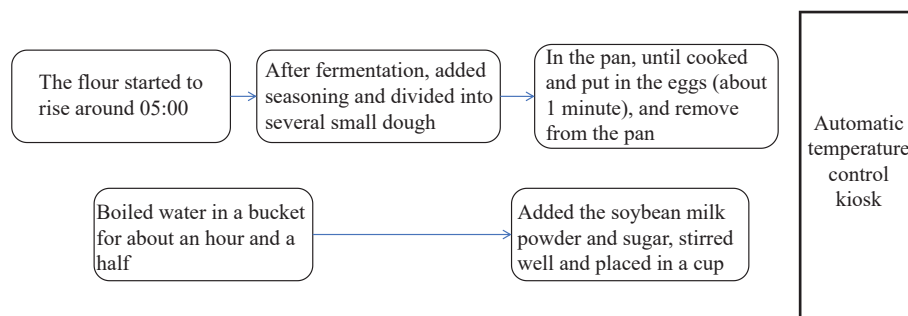 The flour started to
rise around 05:00
After fermentation, added
seasoning and divided into
several small dough
In the pan, until cooked
and put in the eggs (about
1 minute), and remove
from the pan
Automatic
temperature
control
kiosk
Boiled water in a bucket
for about an hour and a
half
Added the soybean milk
powder and sugar, stirred
well and placed in a cup